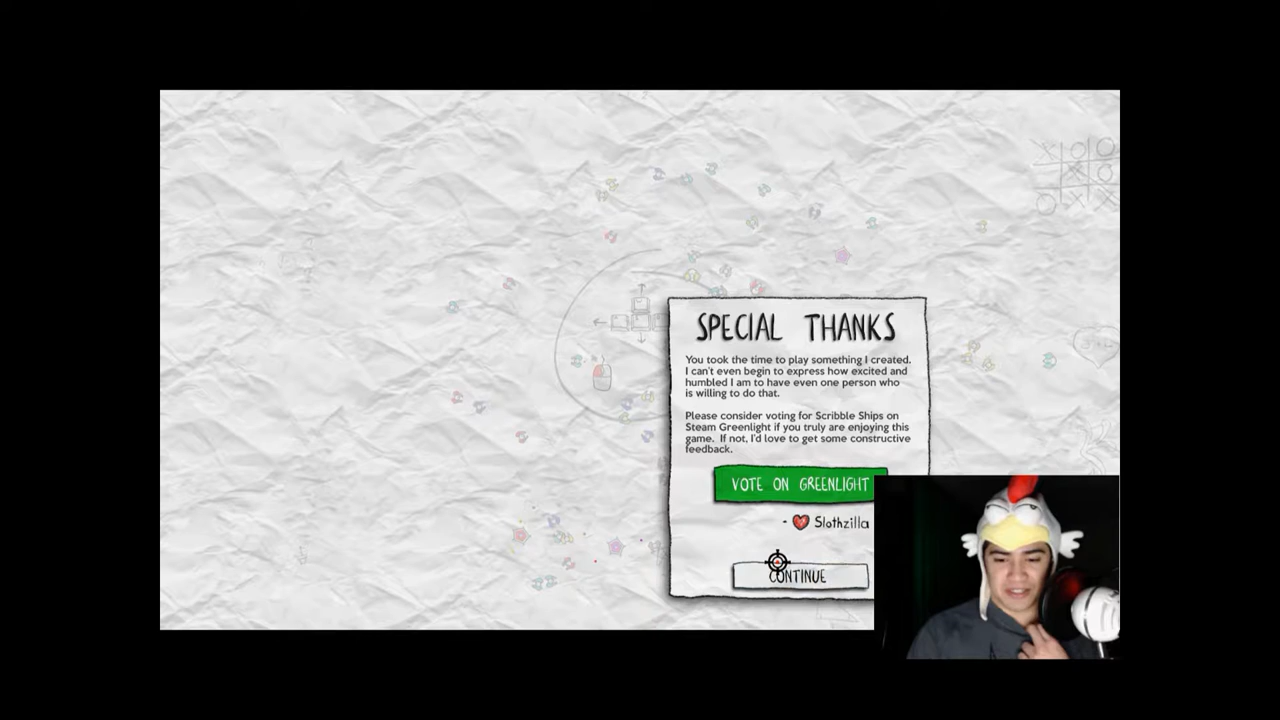 SPECIAL THANKS
You took the time to play something I created.
I can't even begin to express how excited and
humbled I am to have even one person who
is willing to do that.
Please consider voting for Scribble Ships on
Steam Greenlight if you truly are enjoying this
game. If not, I'd love to get some constructive
feedback.
VOTE ON GREENLIGHT
- Slothzilla
CONTINUE